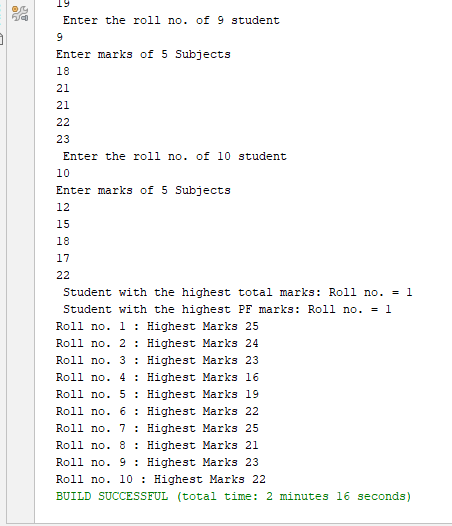 19
Enter the roll no. of 9 student
9
Enter marks of 5 Subjects
18
21
21
22
23
Enter the roll no. of 10 student
10
Enter marks of 5 Subjects
12
15
18
17
22
Student with the highest total marks: Roll no. = 1
Student with the highest PF marks: Roll no. = 1
Roll no. 1 : Highest Marks 25
Roll no. 2 : Highest Marks 24
Roll no. 3 : Highest Marks 23
Roll no. 4 : Highest Marks 16
Roll no. 5 : Highest Marks 19
Roll no. 6 : Highest Marks 22
Roll no. 7 : Highest Marks 25
Roll no. 8 : Highest Marks 21
Roll no. 9 : Highest Marks 23
Roll no. 10 : Highest Marks 22
BUILD SUCCESSFUL (total time: 2 minutes 16 seconds)